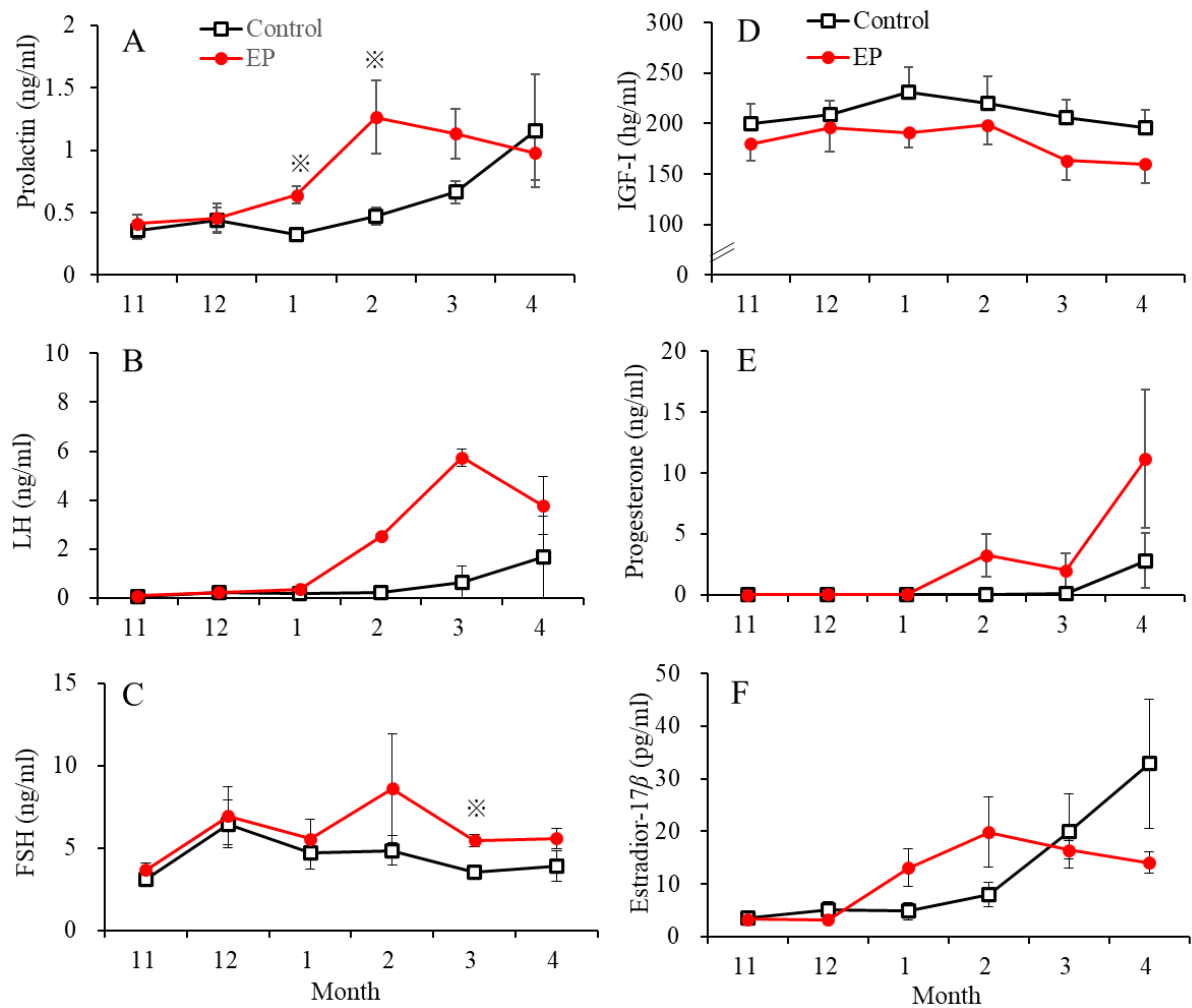 A
Control
EP
Prolactin (ng/ml)
2
1.5
1
0.5
0
※
※
11 12 1 2 3 4
D
Control
EP
IGF-I (hg/ml)
300
250
200
150
100
0
11 12 1 2 3 4
B
LH (ng/ml)
10
8
6
4
2
0
11 12 1 2 3 4
E
Progesterone (ng/ml)
20
15
10
5
0
11 12 1 2 3 4
C
FSH (ng/ml)
15
10
5
0
※
11 12 1 2 3 4
Month
F
Estradior-17β (pg/ml)
50
40
30
20
10
0
11 12 1 2 3 4
Month